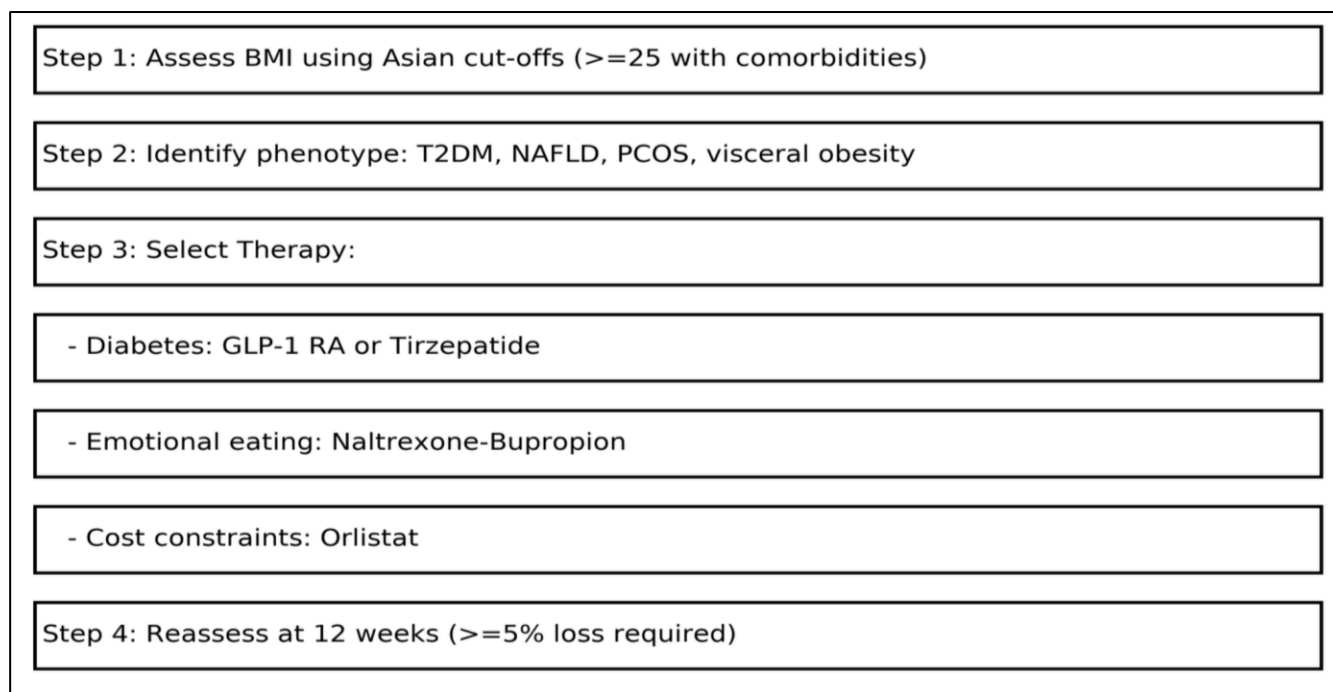 Step 1: Assess BMI using Asian cut-offs (>=25 with comorbidities)
Step 2: Identify phenotype: T2DM, NAFLD, PCOS, visceral obesity
Step 3: Select Therapy:
- Diabetes: GLP-1 RA or Tirzepatide
- Emotional eating: Naltrexone-Bupropion
- Cost constraints: Orlistat
Step 4: Reassess at 12 weeks (>=5% loss required)